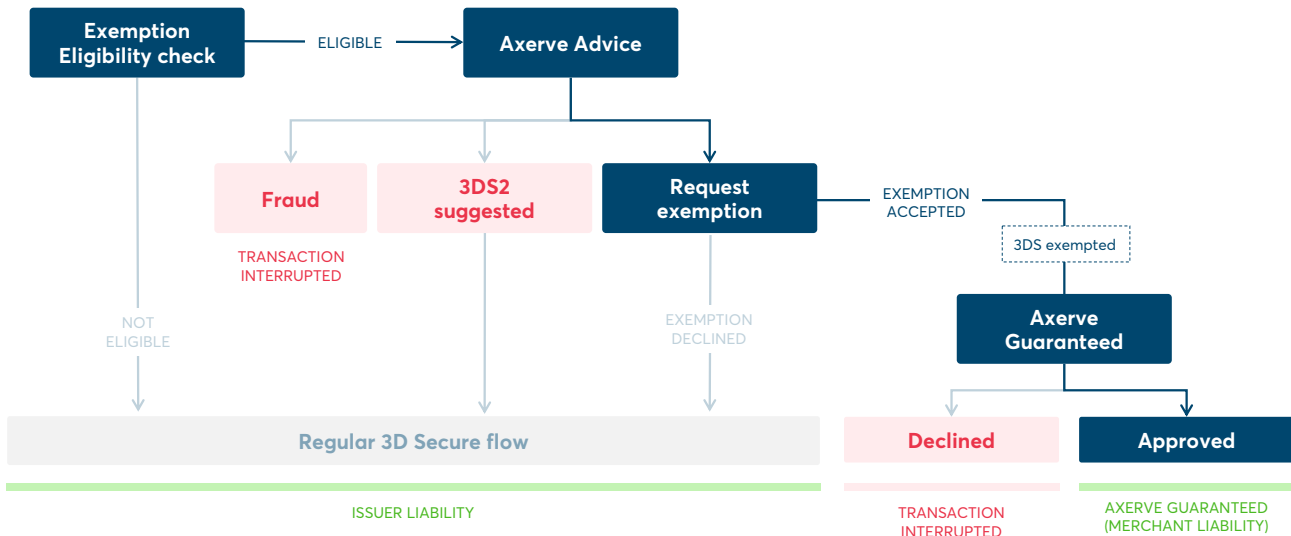 Exemption
Eligibility check
ELIGIBLE
Axerve Advice
Fraud
3DS2
suggested
Request
exemption
EXEMPTION
ACCEPTED
TRANSACTION
INTERRUPTED
3DS exempted
NOT
ELIGIBLE
EXEMPTION
DECLINED
Axerve
Guaranteed
Regular 3D Secure flow
Declined
Approved
ISSUER LIABILITY
TRANSACTION
INTERRUPTED
AXERVE GUARANTEED
(MERCHANT LIABILITY)